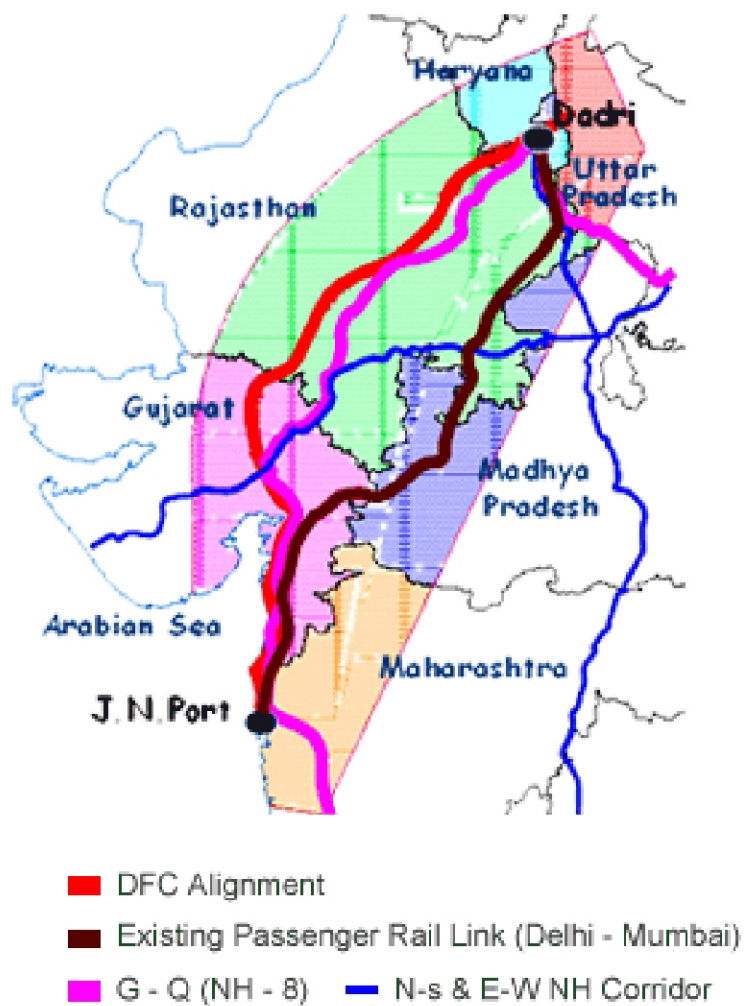 Haryana
Dadri
Uttar
Pradesh
Rajasthan
Gujarat
Madhya
Pradesh
Arabian Sea
Maharashtra
J.N.Port
DFC Alignment
Existing Passenger Rail Link (Delhi - Mumbai)
G - Q (NH - 8) N-s & E-W NH Corridor